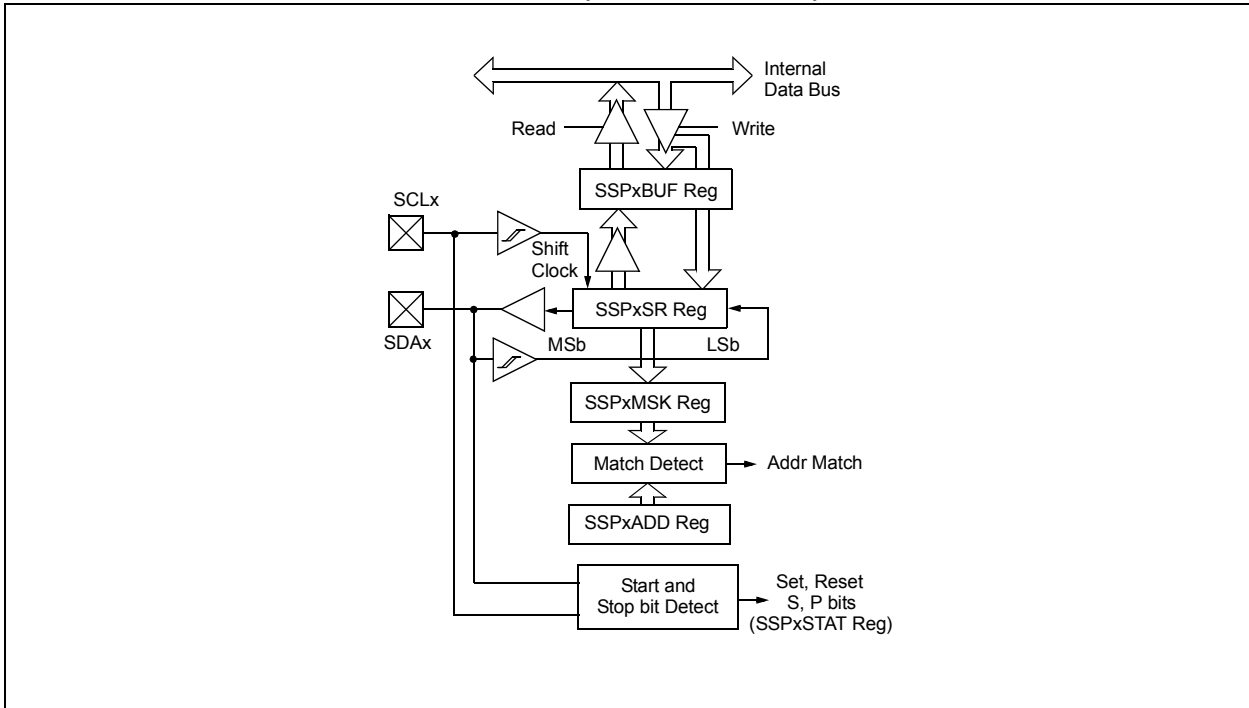 Internal
Data Bus
Read
Write
SSPxBUF Reg
SCLx
Shift
Clock
SSPxSR Reg
SDAx
MSb
LSb
SSPxMSK Reg
Match Detect
Addr Match
SSPxADD Reg
Start and
Stop bit Detect
Set, Reset
S, P bits
(SSPxSTAT Reg)